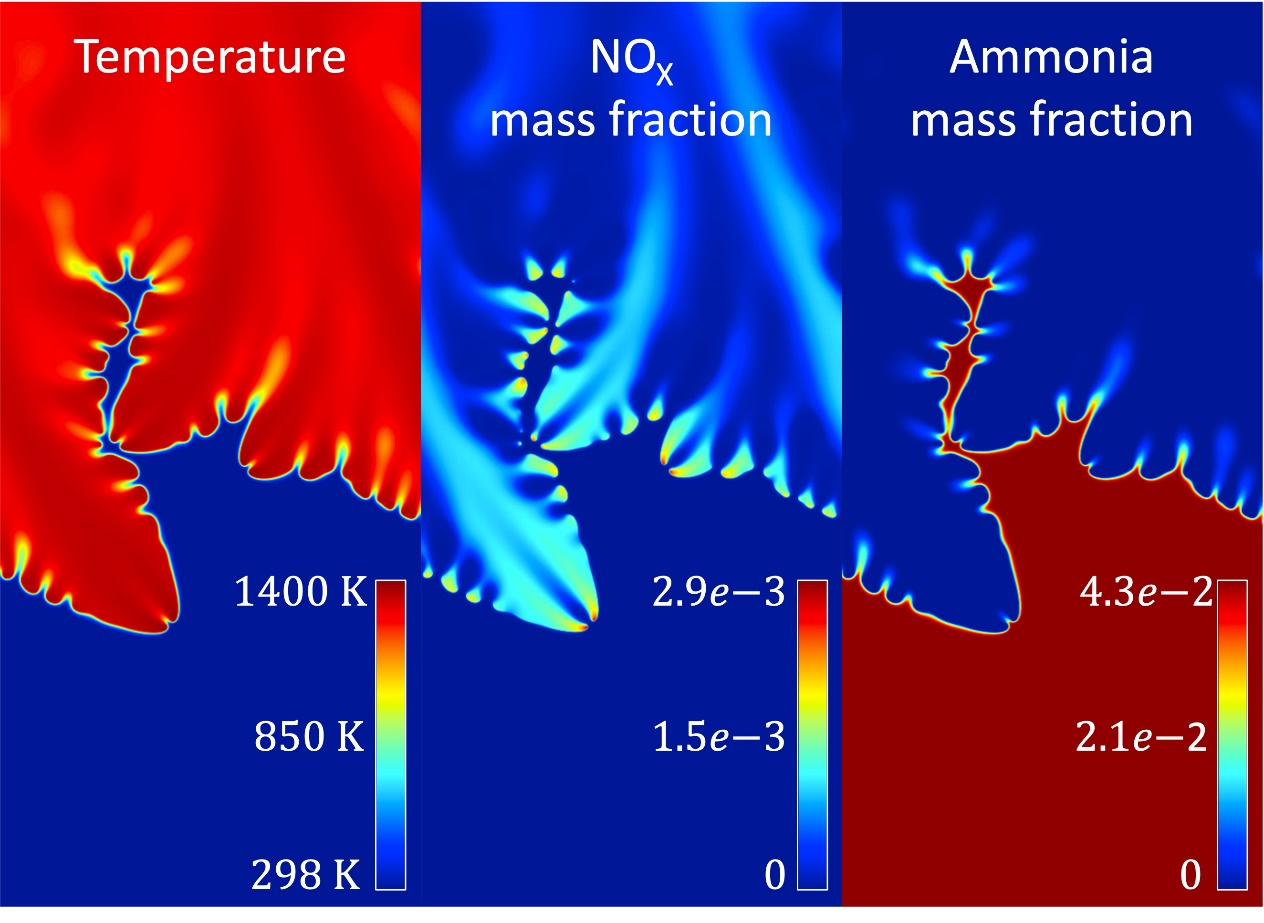 Temperature
NOX
mass fraction
Ammonia
mass fraction
1400 K
850 K
298 K
2.9e−3
1.5e−3
0
4.3e−2
2.1e−2
0